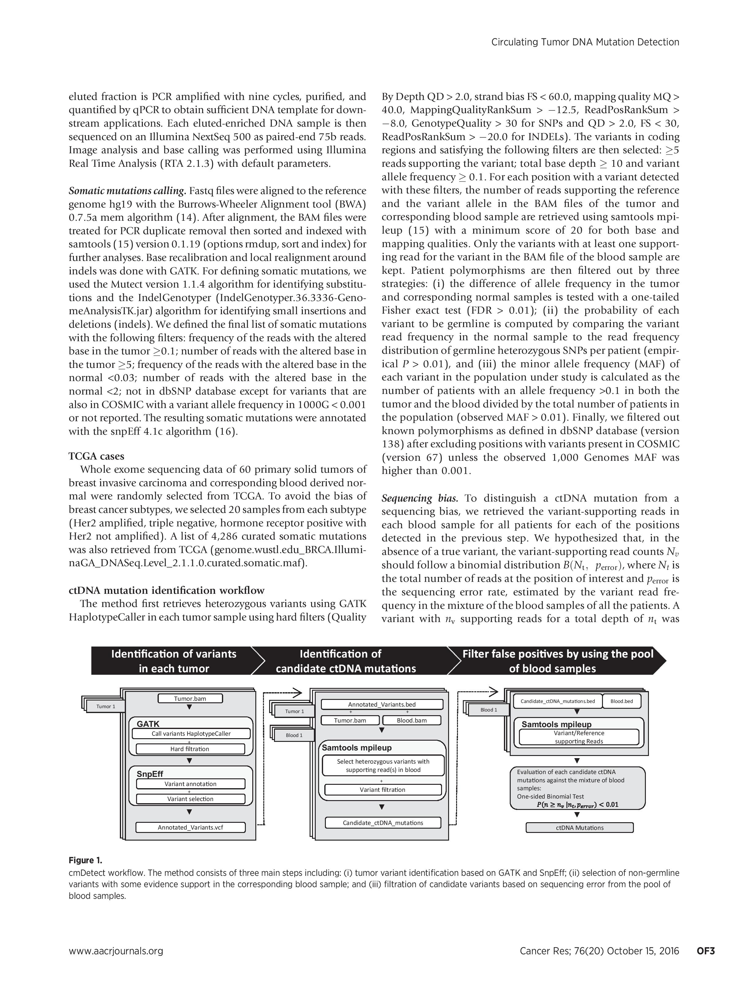 Circulating Tumor DNA Mutation Detection
eluted fraction is PCR amplified with nine cycles, purified, and
quantified by qPCR to obtain sufficient DNA template for down-
stream applications. Each eluted-enriched DNA sample is then
sequenced on an Illumina NextSeq 500 as paired-end 75b reads.
Image analysis and base calling was performed using Illumina
Real Time Analysis (RTA 2.1.3) with default parameters.
Somatic mutations calling. Fastq files were aligned to the reference
genome hg19 with the Burrows-Wheeler Alignment tool (BWA)
0.7.5a mem algorithm (14). After alignment, the BAM files were
treated for PCR duplicate removal then sorted and indexed with
samtools (15) version 0.1.19 (options rmdup, sort and index) for
further analyses. Base recalibration and local realignment around
indels was done with GATK. For defining somatic mutations, we
used the Mutect version 1.1.4 algorithm for identifying substitu-
tions and the IndelGenotyper (IndelGenotyper.36.3336-Geno-
meAnalysisTK.jar) algorithm for identifying small insertions and
deletions (indels). We defined the final list of somatic mutations
with the following filters: frequency of the reads with the altered
base in the tumor ≥0.1; number of reads with the altered base in
the tumor ≥5; frequency of the reads with the altered base in the
normal <0.03; number of reads with the altered base in the
normal <2; not in dbSNP database except for variants that are
also in COSMIC with a variant allele frequency in 1000G < 0.001
or not reported. The resulting somatic mutations were annotated
with the snpEff 4.1c algorithm (16).
TCGA cases
Whole exome sequencing data of 60 primary solid tumors of
breast invasive carcinoma and corresponding blood derived nor-
mal were randomly selected from TCGA. To avoid the bias of
breast cancer subtypes, we selected 20 samples from each subtype
(Her2 amplified, triple negative, hormone receptor positive with
Her2 not amplified). A list of 4,286 curated somatic mutations
was also retrieved from TCGA (genome.wustl.edu_BRCA.Illumi-
naGA_DNASeq.Level_2.1.1.0.curated.somatic.maf).
ctDNA mutation identification workflow
The method first retrieves heterozygous variants using GATK
HaplotypeCaller in each tumor sample using hard filters (Quality
By Depth QD > 2.0, strand bias FS < 60.0, mapping quality MQ >
40.0, MappingQualityRankSum > −12.5, ReadPosRankSum >
−8.0, GenotypeQuality > 30 for SNPs and QD > 2.0, FS < 30,
ReadPosRankSum > −20.0 for INDELs). The variants in coding
regions and satisfying the following filters are then selected: ≥5
reads supporting the variant; total base depth ≥ 10 and variant
allele frequency ≥ 0.1. For each position with a variant detected
with these filters, the number of reads supporting the reference
and the variant allele in the BAM files of the tumor and
corresponding blood sample are retrieved using samtools mpi-
leup (15) with a minimum score of 20 for both base and
mapping qualities. Only the variants with at least one support-
ing read for the variant in the BAM file of the blood sample are
kept. Patient polymorphisms are then filtered out by three
strategies: (i) the difference of allele frequency in the tumor
and corresponding normal samples is tested with a one-tailed
Fisher exact test (FDR > 0.01); (ii) the probability of each
variant to be germline is computed by comparing the variant
read frequency in the normal sample to the read frequency
distribution of germline heterozygous SNPs per patient (empir-
ical P > 0.01), and (iii) the minor allele frequency (MAF) of
each variant in the population under study is calculated as the
number of patients with an allele frequency >0.1 in both the
tumor and the blood divided by the total number of patients in
the population (observed MAF > 0.01). Finally, we filtered out
known polymorphisms as defined in dbSNP database (version
138) after excluding positions with variants present in COSMIC
(version 67) unless the observed 1,000 Genomes MAF was
higher than 0.001.
Sequencing bias. To distinguish a ctDNA mutation from a
sequencing bias, we retrieved the variant-supporting reads in
each blood sample for all patients for each of the positions
detected in the previous step. We hypothesized that, in the
absence of a true variant, the variant-supporting read counts Nv
should follow a binomial distribution B(Nt, perror), where Nt is
the total number of reads at the position of interest and perror is
the sequencing error rate, estimated by the variant read fre-
quency in the mixture of the blood samples of all the patients. A
variant with nv supporting reads for a total depth of nt was
Identification of variants
in each tumor
Identification of
candidate ctDNA mutations
Filter false positives by using the pool
of blood samples
Tumor 1
Tumor.bam
GATK
Call variants HaplotypeCaller
+
Hard filtration
SnpEff
Variant annotation
+
Variant selection
Annotated_Variants.vcf
Tumor 1
Blood 1
Annotated_Variants.bed
+ +
Tumor.bam Blood.bam
Samtools mpileup
Select heterozygous variants with
supporting read(s) in blood
+
Variant filtration
Candidate_ctDNA_mutations
Blood 1
Candidate_ctDNA_mutations.bed Blood.bed
Samtools mpileup
Variant/Reference
supporting Reads
Evaluation of each candidate ctDNA
mutations against the mixture of blood
samples:
One-sided Binomial Test
P(n ≥ nv |nt,perror) < 0.01
ctDNA Mutations
Figure 1.
cmDetect workflow. The method consists of three main steps including: (i) tumor variant identification based on GATK and SnpEff; (ii) selection of non-germline
variants with some evidence support in the corresponding blood sample; and (iii) filtration of candidate variants based on sequencing error from the pool of
blood samples.
www.aacrjournals.org
Cancer Res; 76(20) October 15, 2016 OF3